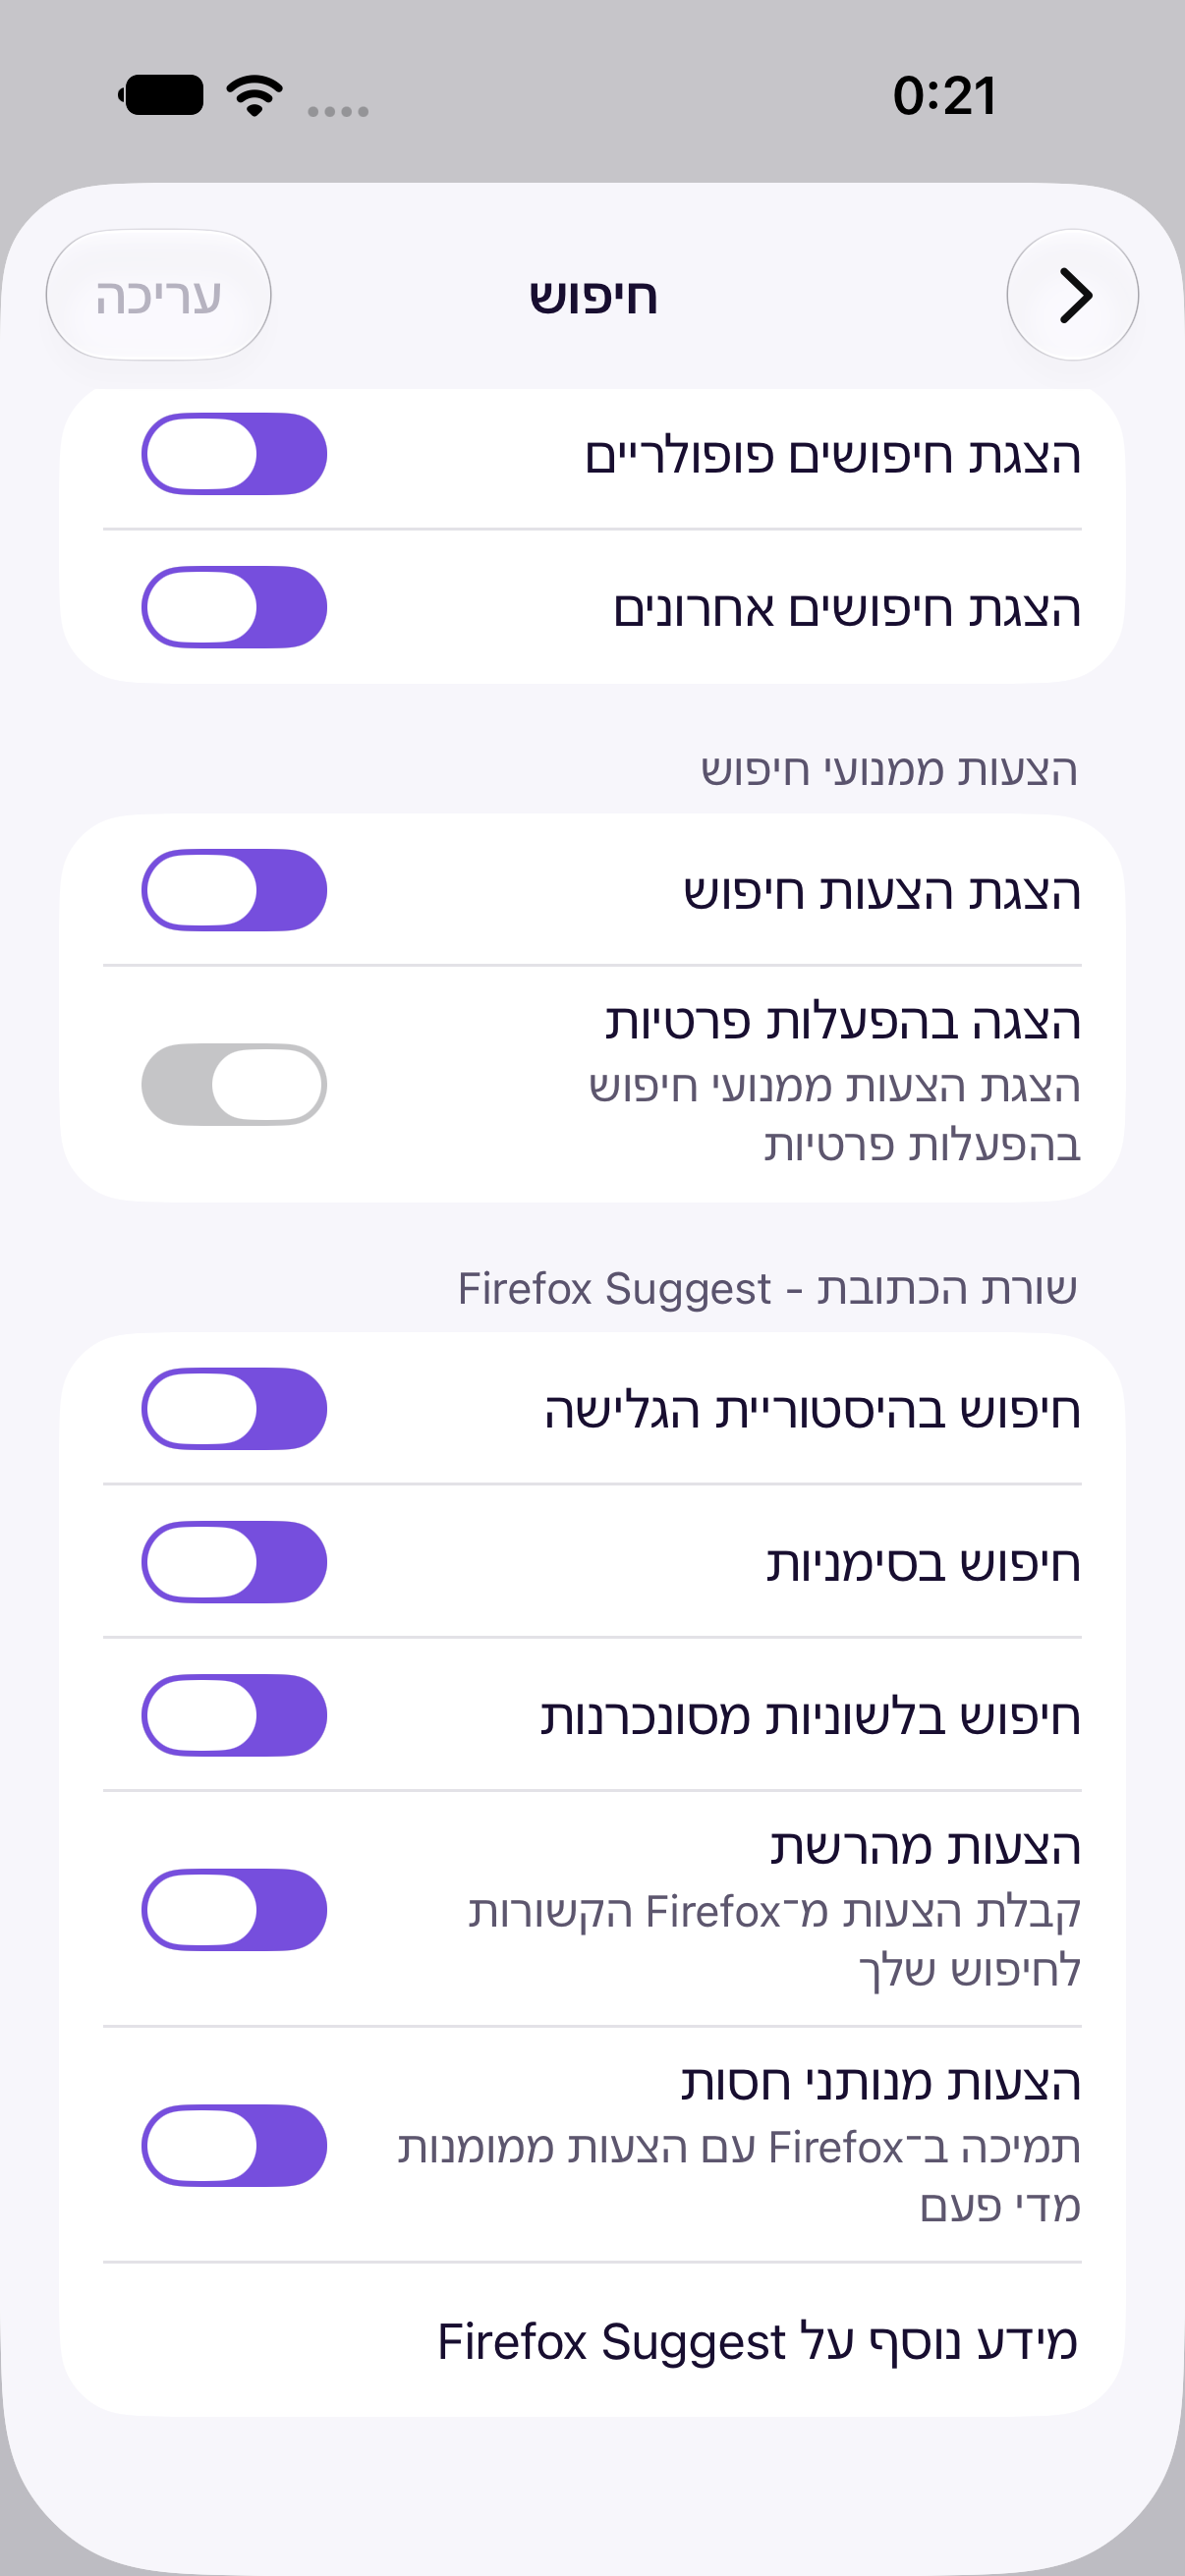 0:21
חיפוש
עריכה
הצגת חיפושים פופולריים
הצגת חיפושים אחרונים
הצעות ממנועי חיפוש
הצגת הצעות חיפוש
הצגה בהפעלות פרטיות
הצגת הצעות ממנועי חיפוש
בהפעלות פרטיות
שורת הכתובת - Firefox Suggest
חיפוש בהיסטוריית הגלישה
חיפוש בסימניות
חיפוש בלשוניות מסונכרנות
הצעות מהרשת
קבלת הצעות מ־Firefox הקשורות
לחיפוש שלך
הצעות מנותני חסות
תמיכה ב־Firefox עם הצעות ממומנות
מדי פעם
מידע נוסף על Firefox Suggest